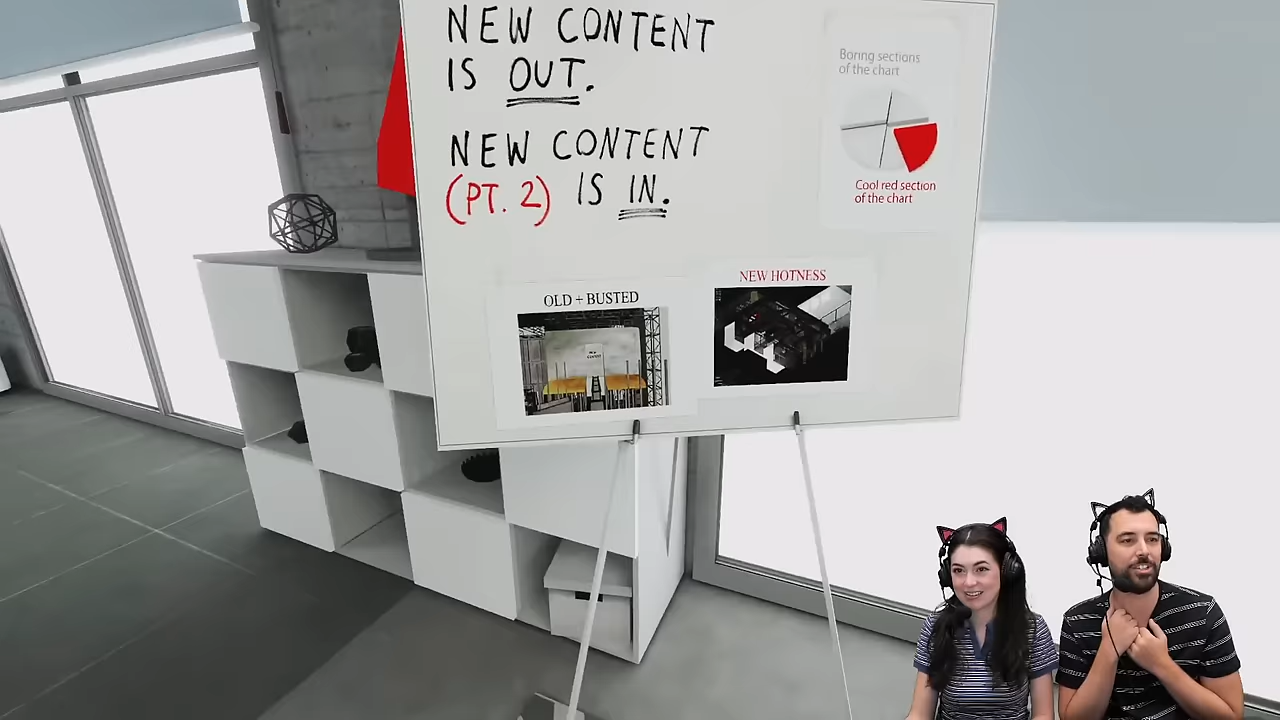 NEW CONTENT
IS OUT.
NEW CONTENT
(PT. 2) IS IN.
Boring sections
of the chart
Cool red section
of the chart
OLD + BUSTED
NEW HOTNESS